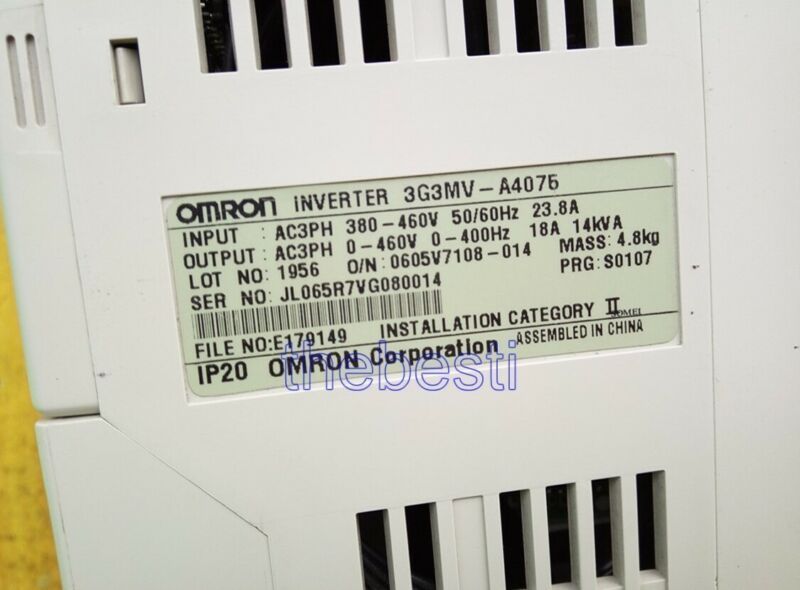 OMRON INVERTER 3G3MV-A4075
INPUT : AC3PH 380-460V 50/60Hz 23.8A
OUTPUT : AC3PH 0-460V 0-400Hz 18A 14kVA
LOT NO: 1956 O/N: 0605V7108-014 MASS: 4.8kg
SER NO: JL065R7VG080014 PRG: S0107
FILE NO:E179149 INSTALLATION CATEGORY II
IP20 OMRON Corporation ASSEMBLED IN CHINA
thebesti